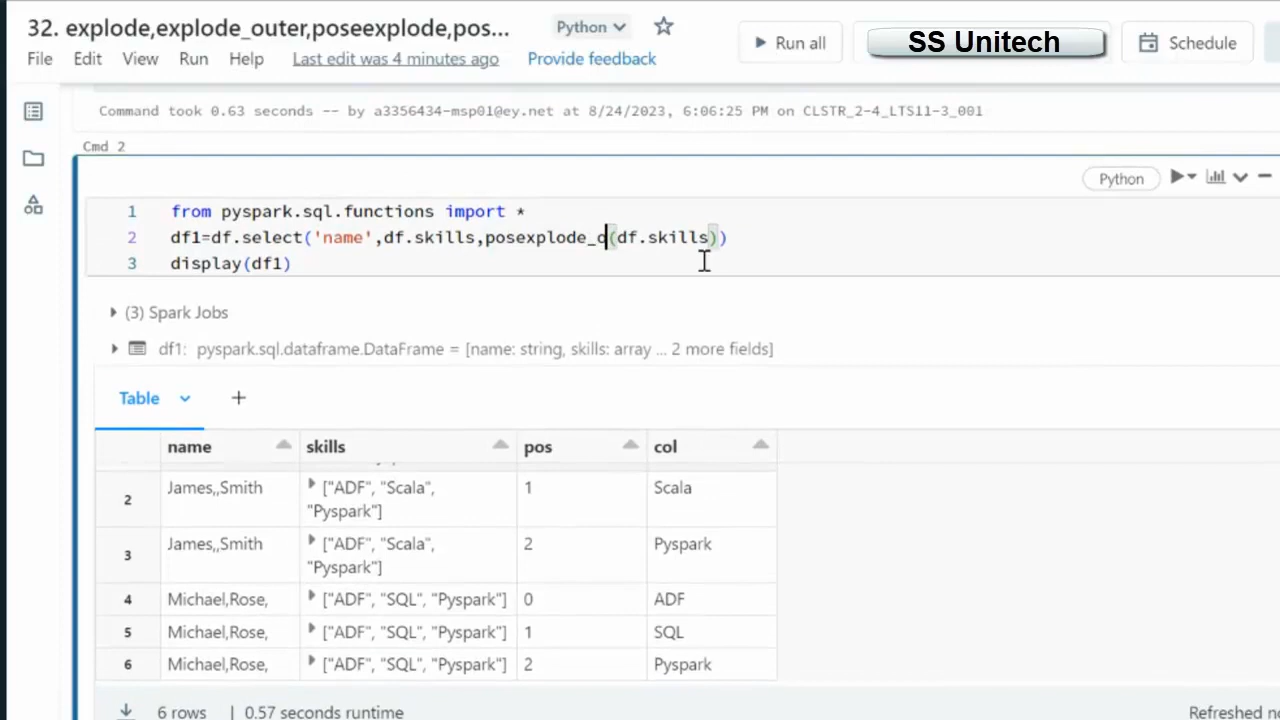 32. explode,explode_outer,poseexplode,pos...
Python
Run all
SS Unitech
Schedule
File Edit View Run Help Last edit was 4 minutes ago Provide feedback
Command took 0.63 seconds -- by a3356434-msp01@ey.net at 8/24/2023, 6:06:25 PM on CLSTR_2-4_LTS11-3_001
Cmd 2
Python
1 from pyspark.sql.functions import *
2 df1=df.select('name',df.skills,posexplode_o(df.skills))
3 display(df1)
(3) Spark Jobs
df1: pyspark.sql.dataframe.DataFrame = [name: string, skills: array ... 2 more fields]
Table +
name skills pos col
2 James,,Smith ["ADF", "Scala", 1 Scala
"Pyspark"]
3 James,,Smith ["ADF", "Scala", 2 Pyspark
"Pyspark"]
4 Michael,Rose, ["ADF", "SQL", "Pyspark"] 0 ADF
5 Michael,Rose, ["ADF", "SQL", "Pyspark"] 1 SQL
6 Michael,Rose, ["ADF", "SQL", "Pyspark"] 2 Pyspark
6 rows | 0.57 seconds runtime
Refreshed